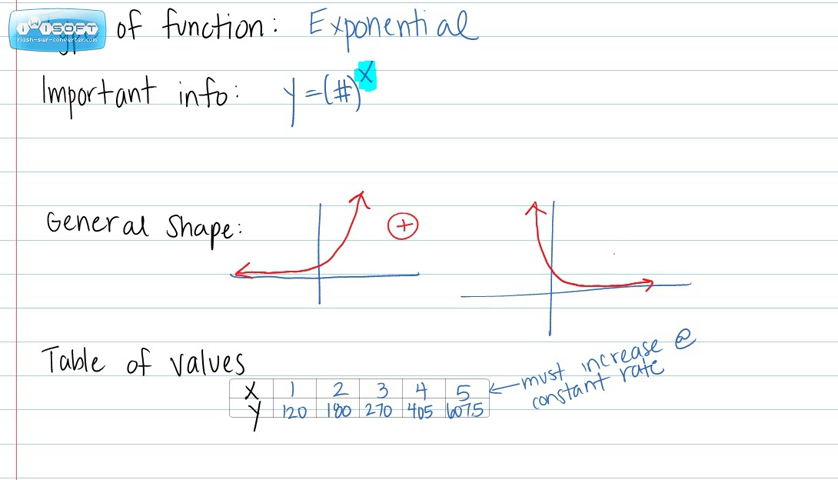 of function: Exponential
Important info: y = (#)^x
General Shape:
+
Table of values
must increase @
constant rate
X 1 2 3 4 5
Y 120 180 270 405 607.5